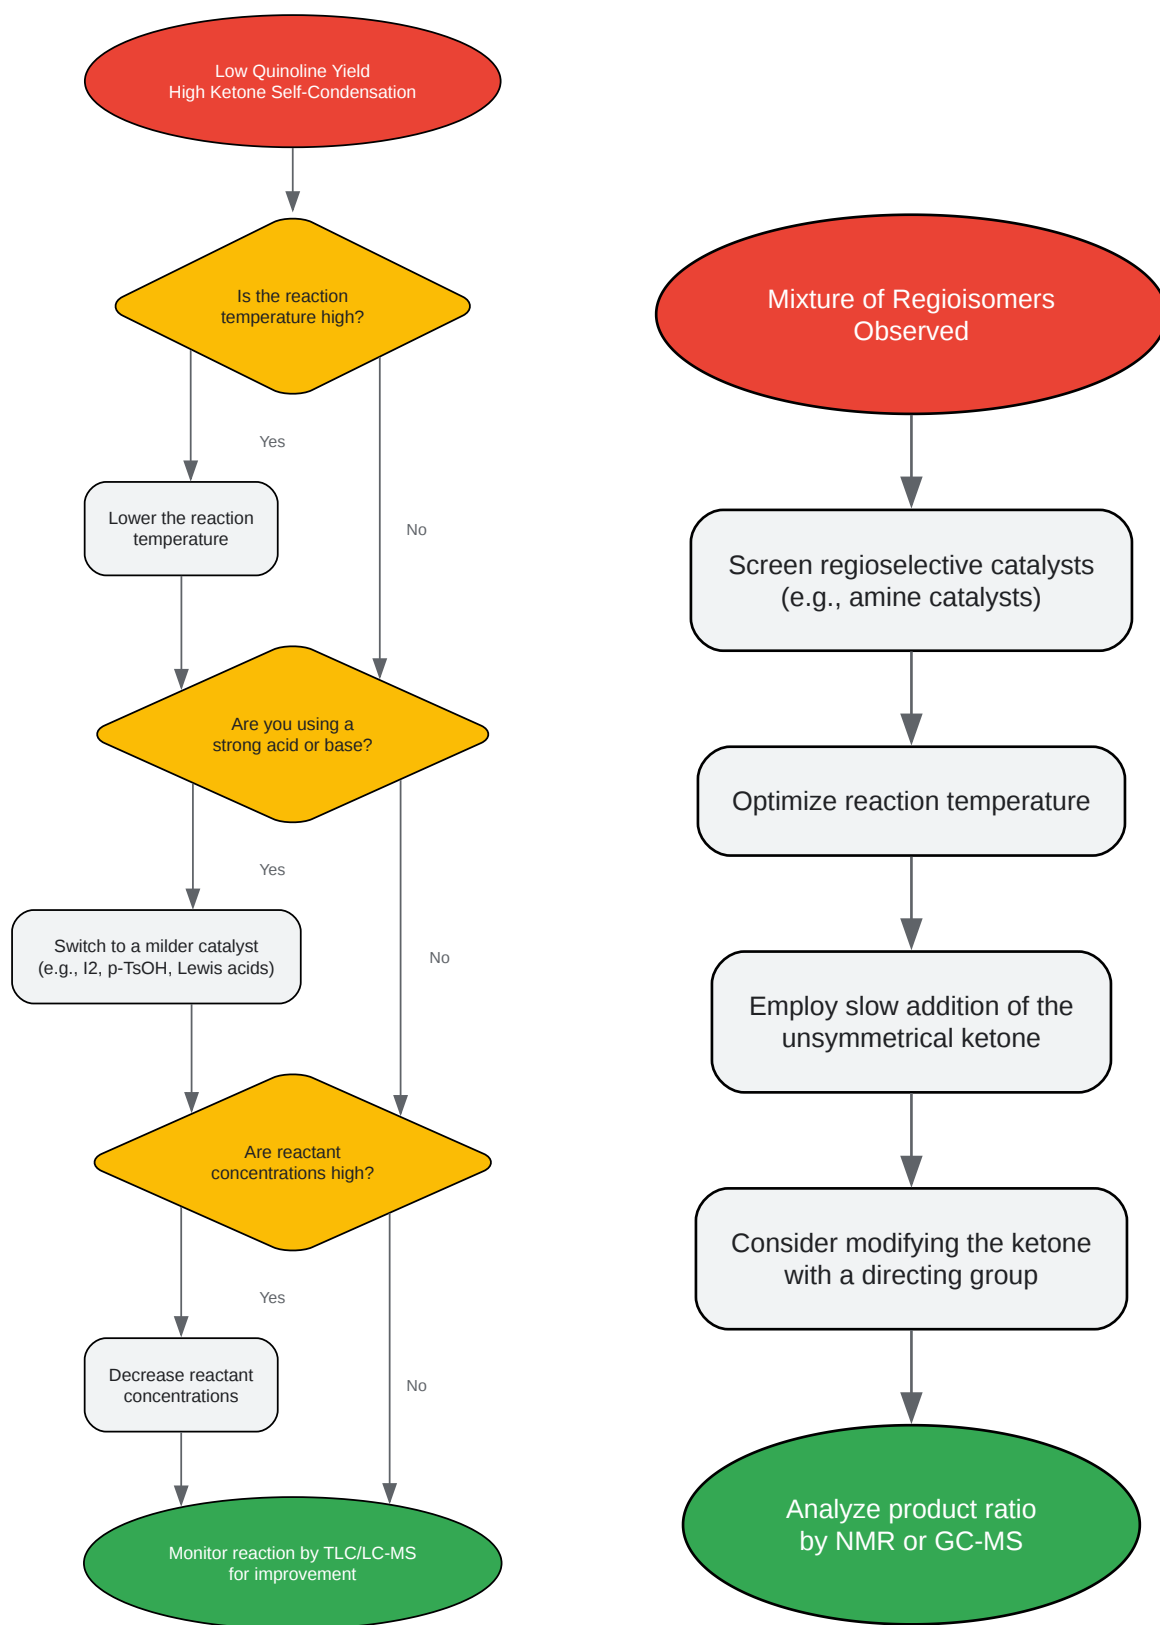 Low Quinoline Yield
High Ketone Self-Condensation
Is the reaction
temperature high?
Yes
Lower the reaction
temperature
No
Are you using a
strong acid or base?
Yes
Switch to a milder catalyst
(e.g., I2, p-TsOH, Lewis acids)
No
Are reactant
concentrations high?
Yes
Decrease reactant
concentrations
No
Monitor reaction by TLC/LC-MS
for improvement
Mixture of Regioisomers
Observed
Screen regioselective catalysts
(e.g., amine catalysts)
Optimize reaction temperature
Employ slow addition of the
unsymmetrical ketone
Consider modifying the ketone
with a directing group
Analyze product ratio
by NMR or GC-MS